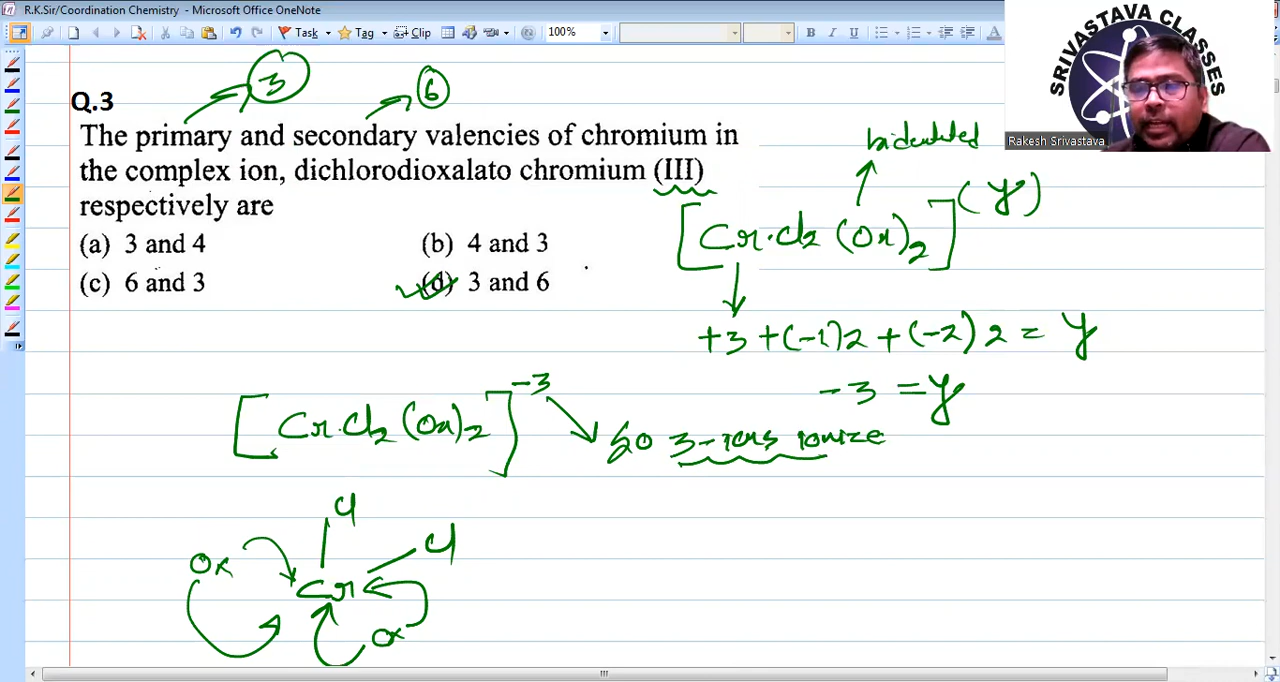 R.K.Sir/Coordination Chemistry - Microsoft Office OneNote
Task Tag Clip 100% B I U A
SRIVASTAVA CLASSES
Rakesh Srivastava
3
6
Q.3
The primary and secondary valencies of chromium in
the complex ion, dichlorodioxalato chromium (III)
respectively are
(a) 3 and 4
(b) 4 and 3
(c) 6 and 3
(d) 3 and 6
[Cr·Cl2 (Ox)2](y)
+3 +(-1)2 +(-2)2 = y
-3 = y
[Cr·Cl2 (Ox)2]-3
so 3-ions ionize
Cl
Cl
Ox
Cr
Ox